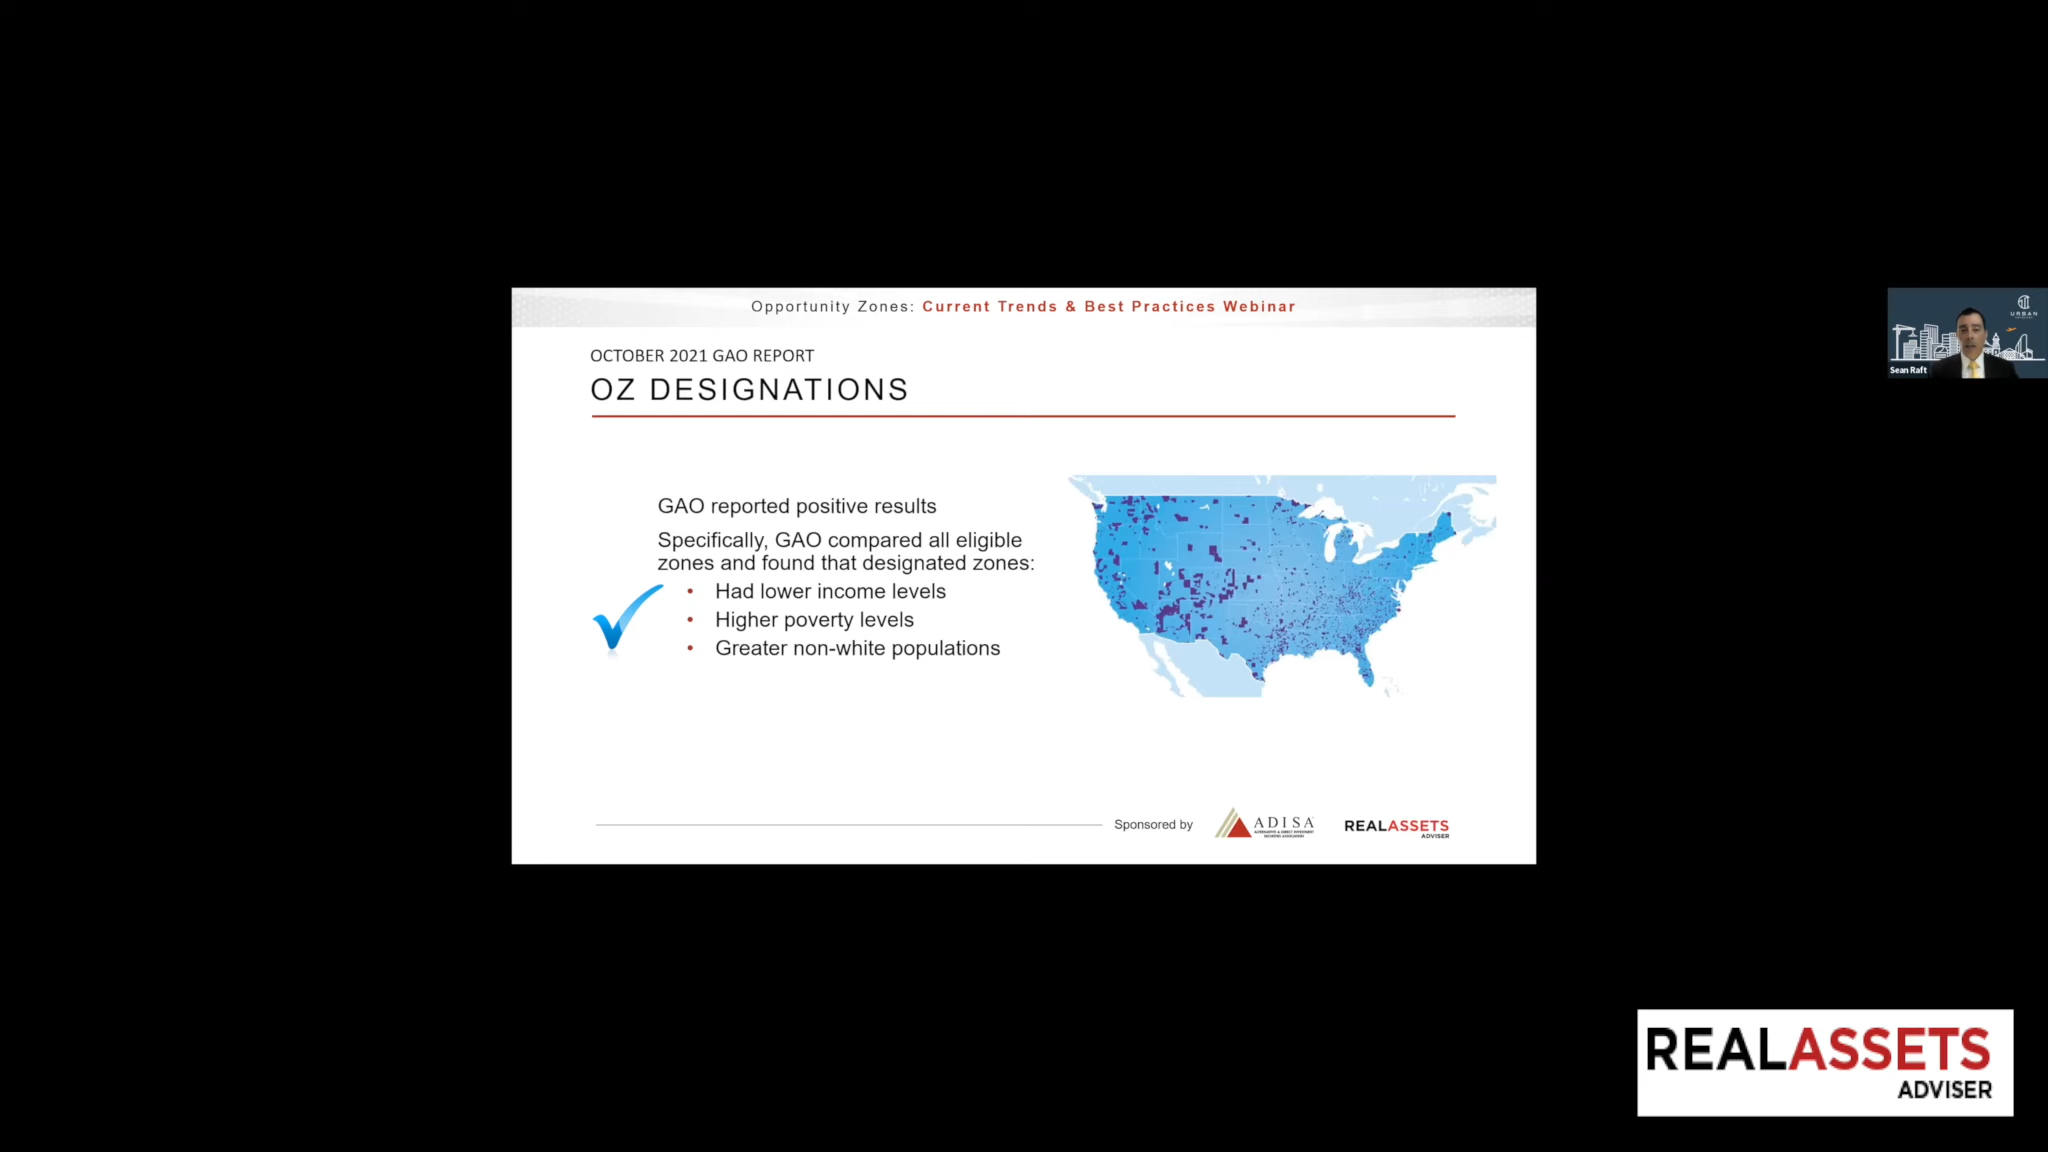 Opportunity Zones: Current Trends & Best Practices Webinar
OCTOBER 2021 GAO REPORT
OZ DESIGNATIONS
GAO reported positive results
Specifically, GAO compared all eligible
zones and found that designated zones:
• Had lower income levels
• Higher poverty levels
• Greater non-white populations
Sponsored by
ADISA
ALTERNATIVE & DIRECT INVESTMENT
SECURITIES ASSOCIATION
REALASSETS
ADVISER
URBAN
Sean Raft
REALASSETS
ADVISER